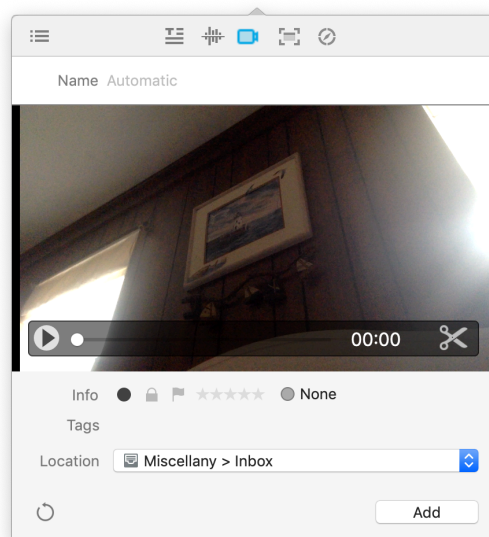 Name Automatic
00:00
Info None
Tags
Location Miscellany > Inbox
Add